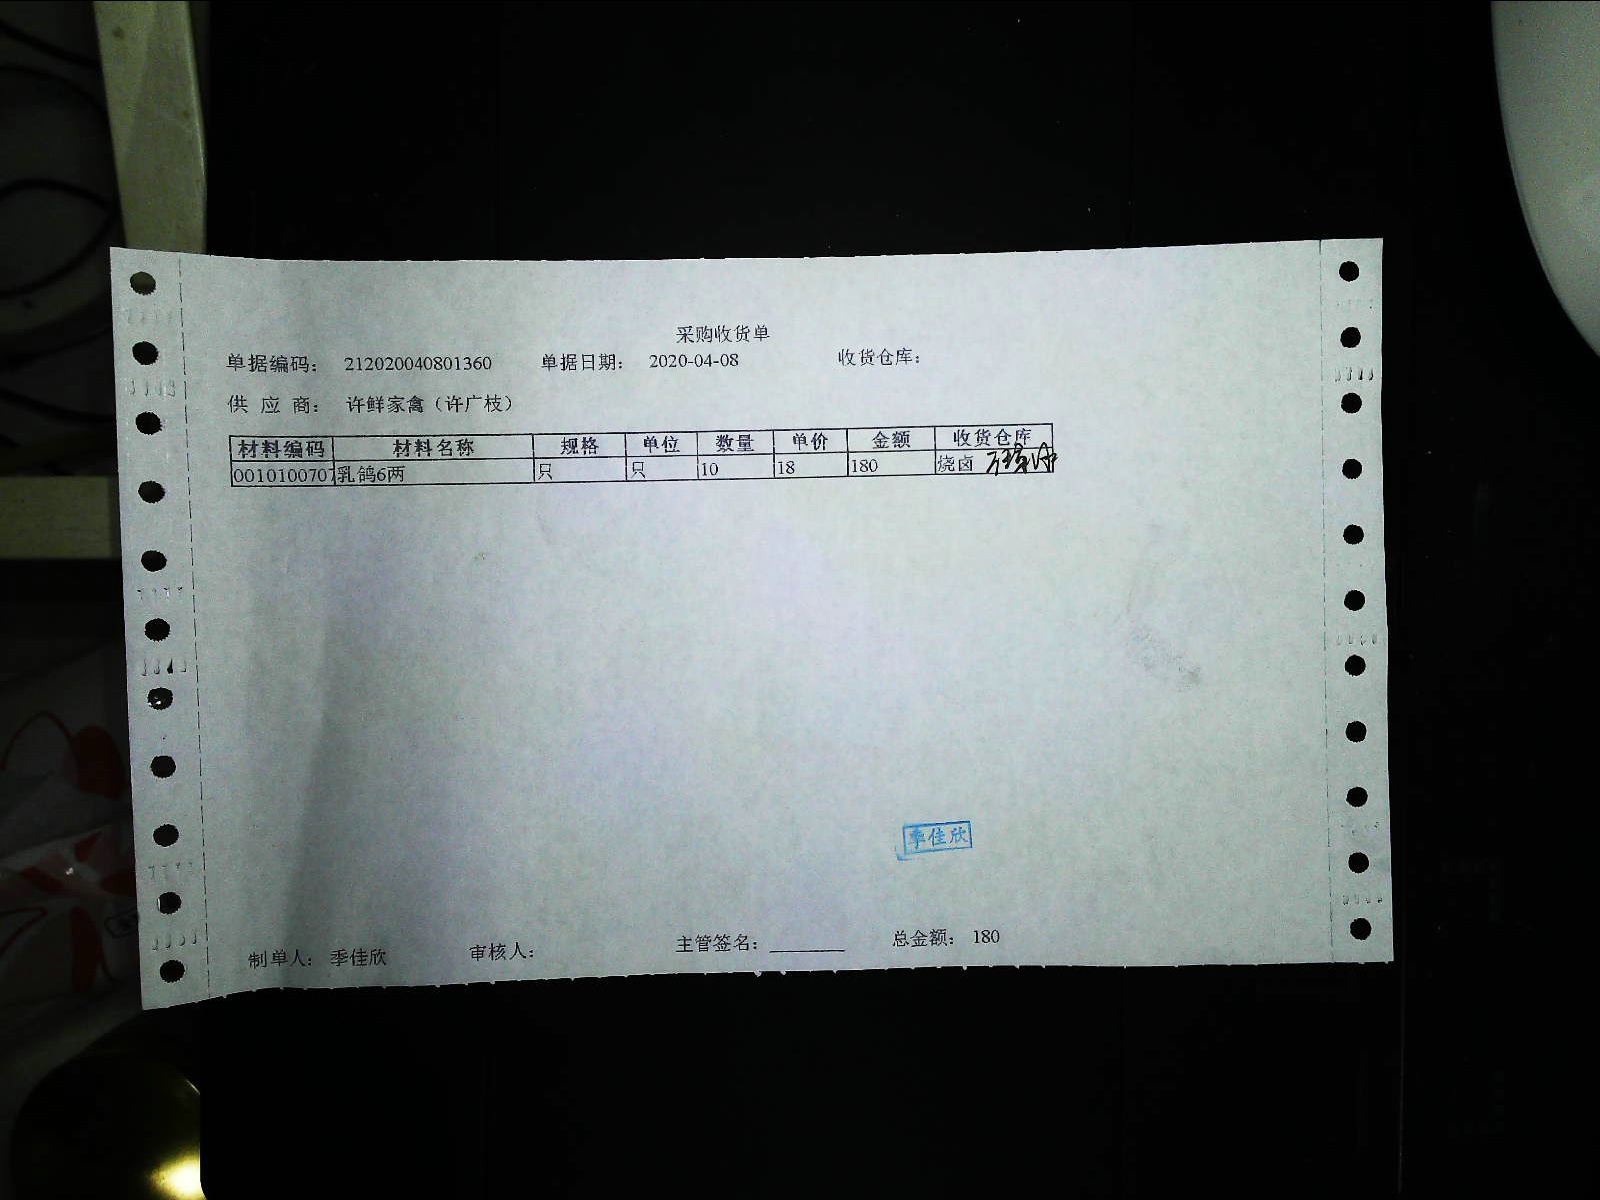 采购收货单
单据编码： 212020040801360 单据日期： 2020-04-08 收货仓库：
供 应 商： 许鲜家禽（许广枝）
材料编码 材料名称 规格 单位 数量 单价 金额 收货仓库
0010100707 乳鸽6两 只 只 10 18 180 烧卤
季佳欣
制单人： 季佳欣 审核人： 主管签名： ________ 总金额： 180